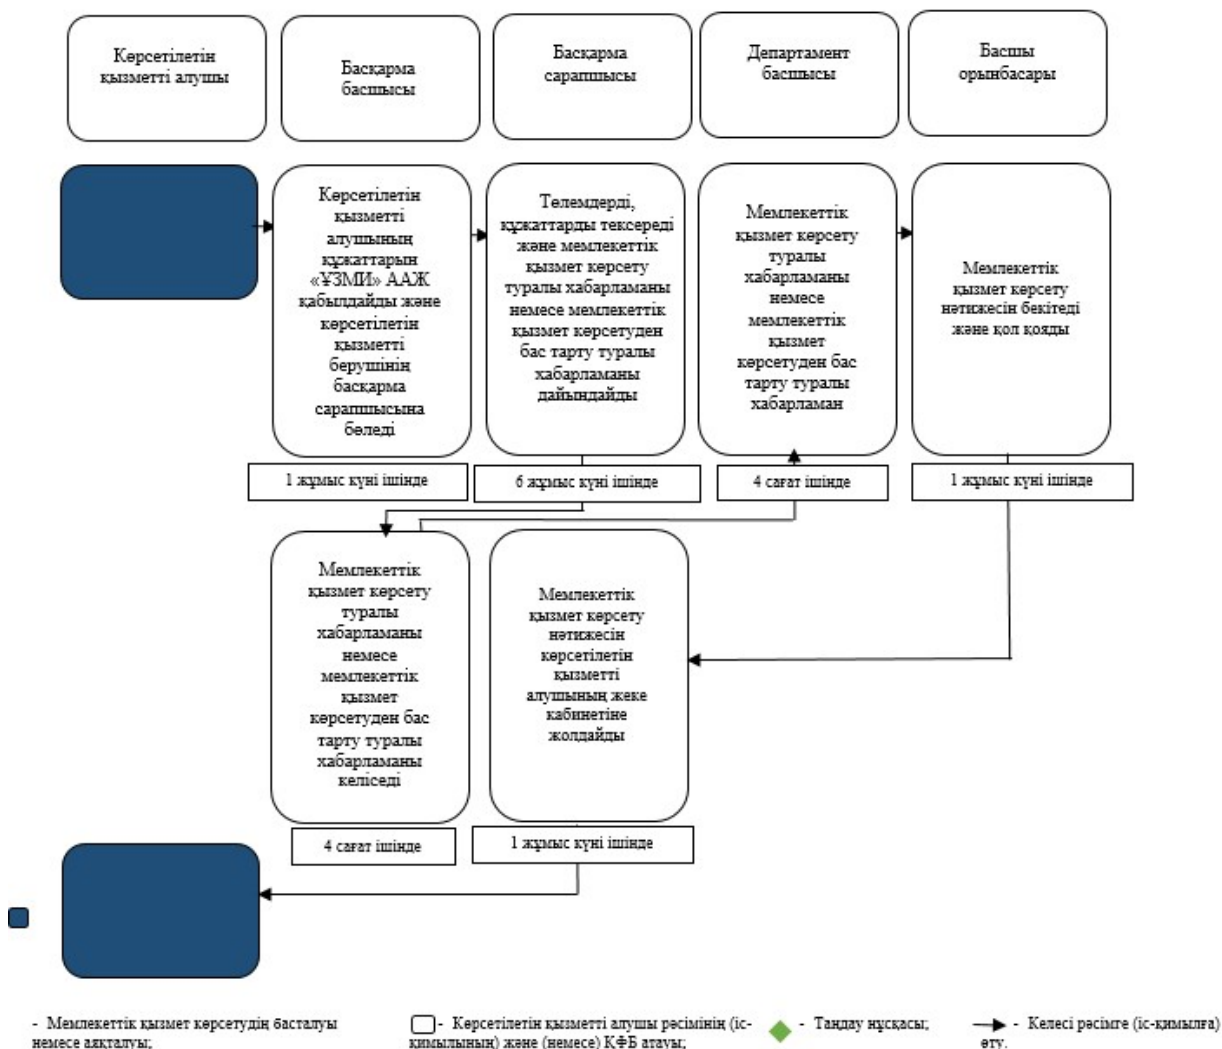 Көрсетілетін
қызметті алушы
Басқарма
басшысы
Басқарма
сарапшысы
Департамент
басшысы
Басшы
орынбасары
Көрсетілетін
қызметті
алушының
құжаттарын
«ҰЗМИ» ААЖ
қабылдайды және
көрсетілетін
қызметті
берушінің
басқарма
сарапшысына
бөледі
Төлемдерді,
құжаттарды тексереді
және мемлекеттік
қызмет көрсету
туралы хабарламаны
немесе мемлекеттік
қызмет көрсетуден
бас тарту туралы
хабарламаны
дайындайды
Мемлекеттік
қызмет көрсету
туралы
хабарламаны
немесе
мемлекеттік
қызмет
көрсетуден бас
тарту туралы
хабарламан
Мемлекеттік
қызмет көрсету
нәтижесін бекітеді
және қол қояды
1 жұмыс күні ішінде
6 жұмыс күні ішінде
4 сағат ішінде
1 жұмыс күні ішінде
Мемлекеттік
қызмет көрсету
туралы
хабарламаны
немесе
мемлекеттік
қызмет
көрсетуден бас
тарту туралы
хабарламаны
келіседі
Мемлекеттік
қызмет көрсету
нәтижесін
көрсетілетін
қызметті
алушының жеке
кабинетіне
жолдайды
4 сағат ішінде
1 жұмыс күні ішінде
- Мемлекеттік қызмет көрсетудің басталуы
немесе аяқталуы;
- Көрсетілетін қызметті алушы рәсімінің (іс-
қимылының) және (немесе) ҚФБ атауы;
- Таңдау нұсқасы;
- Келесі рәсімге (іс-қимылға)
өту.